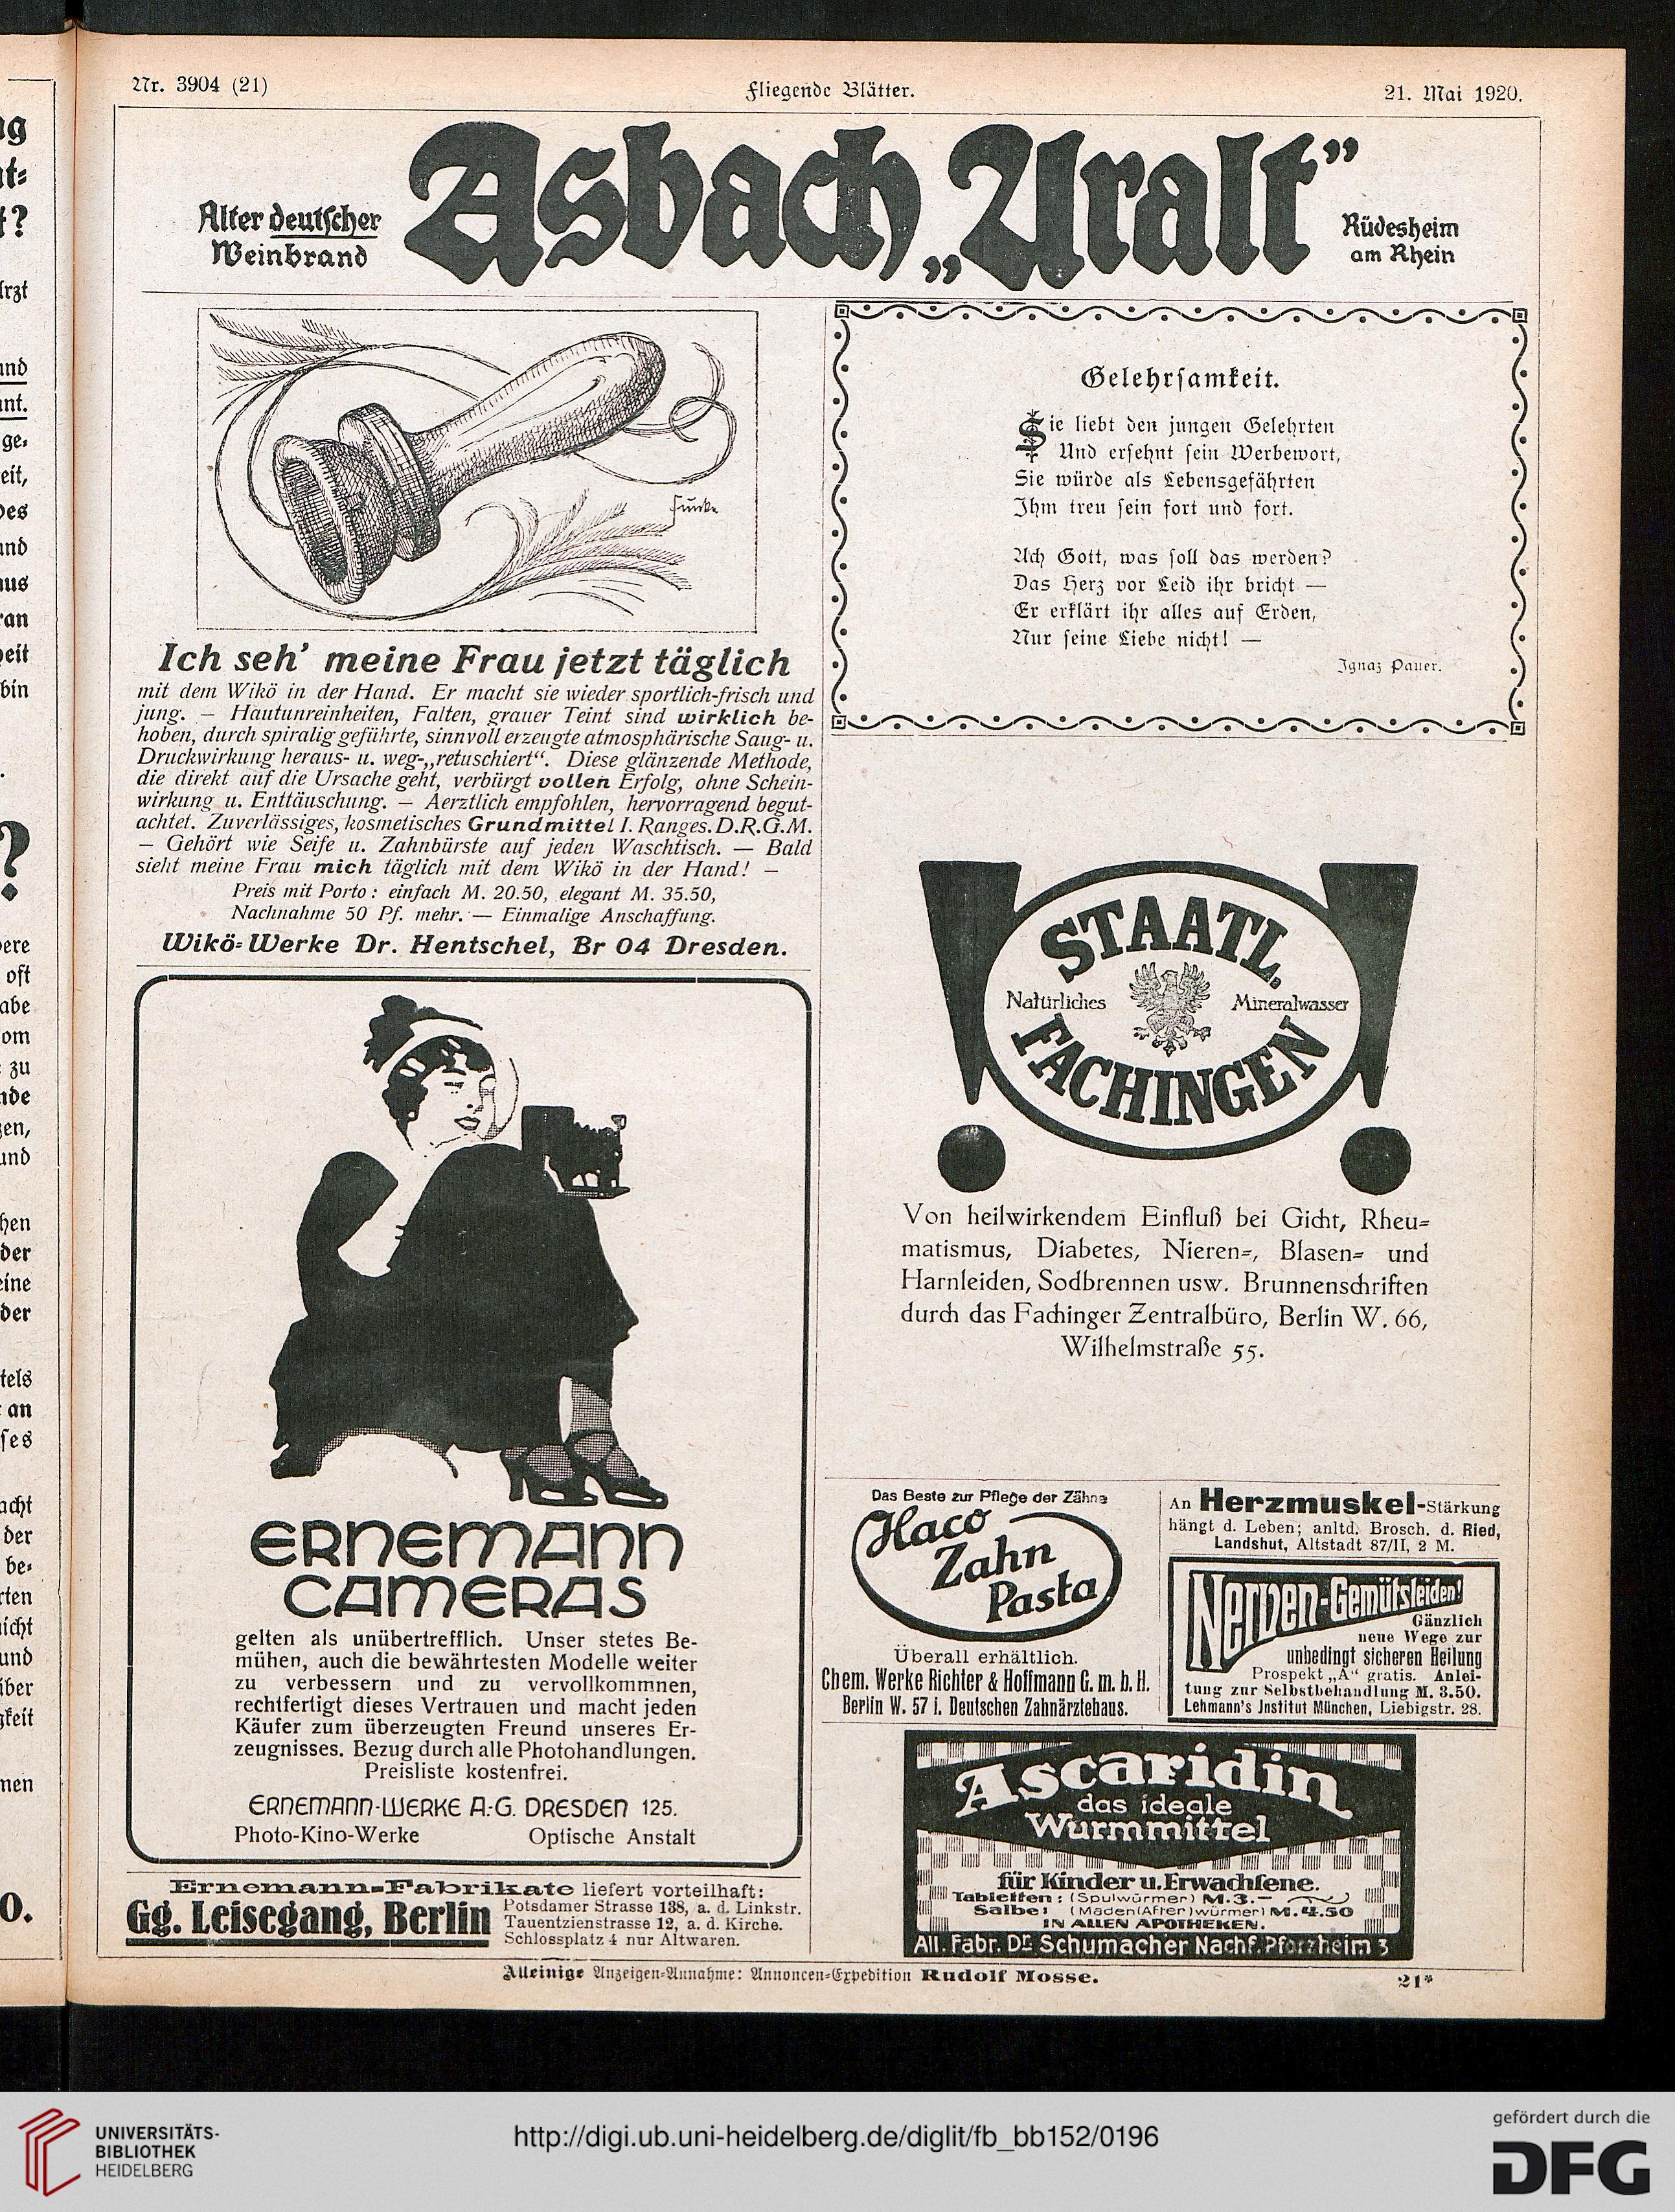 Nr. 3904 (21)
Fliegende Blätter.
21. Mai 1920.
Alter deutscher
Weinbrand
Asbach „Uralt”
Rüdesheim
am Rhein
Funke
Ich seh' meine Frau jetzt täglich
mit dem Wikö in der Hand. Er macht sie wieder sportlich-frisch und
jung. — Hautunreinheiten, Falten, grauer Teint sind wirklich be-
hoben, durch spiralig geführte, sinnvoll erzeugte atmosphärische Saug- u.
Druckwirkung heraus- u. weg-„retuschiert“. Diese glänzende Methode,
die direkt auf die Ursache geht, verbürgt vollen Erfolg, ohne Schein-
wirkung u. Enttäuschung. — Aerztlich empfohlen, hervorragend begut-
achtet. Zuverlässiges, kosmetisches Grundmittel I. Ranges. D.R.G.M.
— Gehört wie Seife u. Zahnbürste auf jeden Waschtisch. — Bald
sieht meine Frau mich täglich mit dem Wikö in der Hand! —
Preis mit Porto: einfach M. 20.50, elegant M. 35.50,
Nachnahme 50 Pf. mehr. — Einmalige Anschaffung.
Wikö-Werke Dr. Hentschel, Br 04 Dresden.
ERNEMANN
CAMERAS
gelten als unübertrefflich. Unser stetes Be-
mühen, auch die bewährtesten Modelle weiter
zu verbessern und zu vervollkommnen,
rechtfertigt dieses Vertrauen und macht jeden
Käufer zum überzeugten Freund unseres Er-
zeugnisses. Bezug durch alle Photohandlungen.
Preisliste kostenfrei.
ERNEMANN-WERKE A.-G. DRESDEN 125.
Photo-Kino-Werke Optische Anstalt
Ernemann-Fabrikate liefert vorteilhaft:
Gg. Leisegang, Berlin
Potsdamer Strasse 138, a. d. Linkstr.
Tauentzienstrasse 12, a. d. Kirche.
Schlossplatz 4 nur Altwaren.
Gelehrsamkeit.
Sie liebt den jungen Gelehrten
Und ersehnt sein Werbewort,
Sie würde als Lebensgefährten
Ihm treu sein fort und fort.
Ach Gott, was soll das werden?
Das Herz vor Leid ihr bricht —
Er erklärt ihr alles auf Erden,
Nur seine Liebe nicht! —
Ignaz Pauer.
STAATL.
Natürliches Mineralwasser
FACHINGEN
Von heilwirkendem Einfluß bei Gicht, Rheu-
matismus, Diabetes, Nieren-, Blasen- und
Harnleiden, Sodbrennen usw. Brunnenschriften
durch das Fachinger Zentralbüro, Berlin W. 66,
Wilhelmstraße 55.
Das Beste zur Pflege der Zähne
Haco
Zahn
Pasta
Überall erhältlich.
Chem. Werke Richter & Hoffmann G. m. b. H.
Berlin W. 57 i. Deutschen Zahnärztehaus.
An Herzmuskel-Stärkung
hängt d. Leben; anltd. Brosch. d. Ried,
Landshut, Altstadt 87/II, 2 M.
Nerven-Gemütsleiden!
Gänzlich
neue Wege zur
unbedingt sicheren Heilung
Prospekt „A“ gratis. Anlei-
tung zur Selbstbehandlung M. 3.50.
Lehmann's Jnstitut München, Liebigstr. 28.
Ascaridin
das ideale
Wurmmittel
für Kinder u. Erwachsene.
Tabletten: (Spulwürmer) M. 3.—
Salbe: (Maden (After) würmer) M. 4.50
IN ALLEN APOTHEKEN.
All. Fabr. Dr. Schumacher Nachf. Pforzheim 3
Alleinige Anzeigen-Annahme: Annoncen-Expedition Rudolf Mosse.
21*
UNIVERSITÄTS-
BIBLIOTHEK
HEIDELBERG
http://digi.ub.uni-heidelberg.de/diglit/fb_bb152/0196
gefördert durch die
DFG